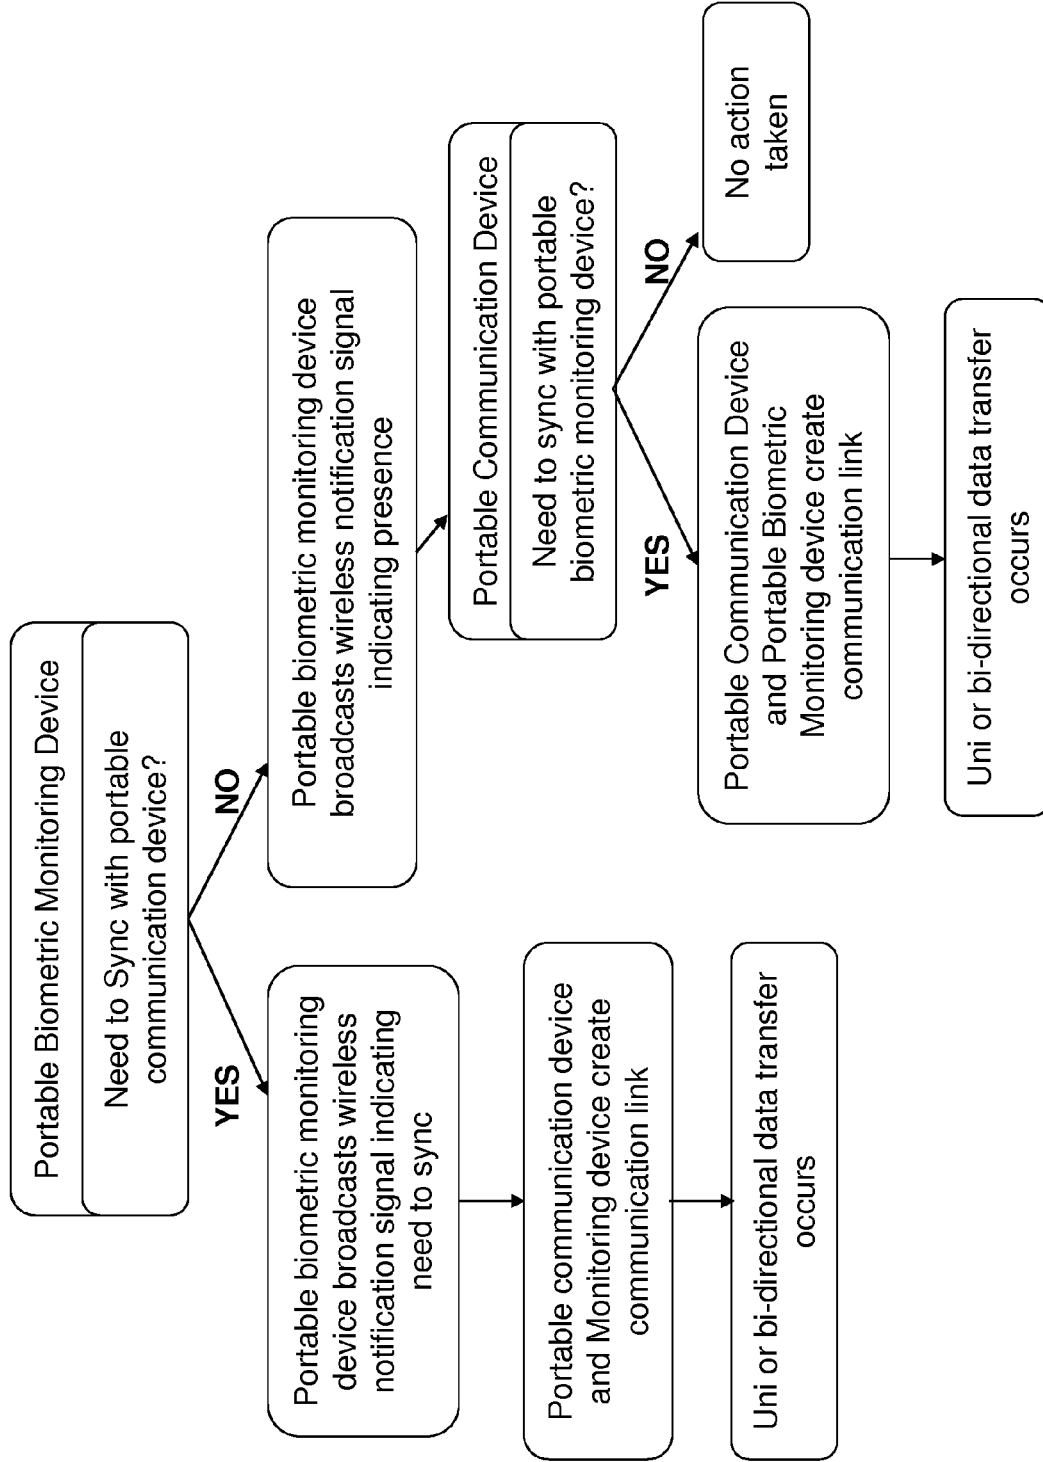 Portable Biometric Monitoring Device
Need to Sync with portable
communication device?
YES
NO
Portable biometric monitoring
device broadcasts wireless
notification signal indicating
need to sync
Portable communication device
and Monitoring device create
communication link
Uni or bi-directional data transfer
occurs
Portable biometric monitoring device
broadcasts wireless notification signal
indicating presence
Portable Communication Device
Need to sync with portable
biometric monitoring device?
YES
NO
Portable Communication Device
and Portable Biometric
Monitoring device create
communication link
Uni or bi-directional data transfer
occurs
No action
taken